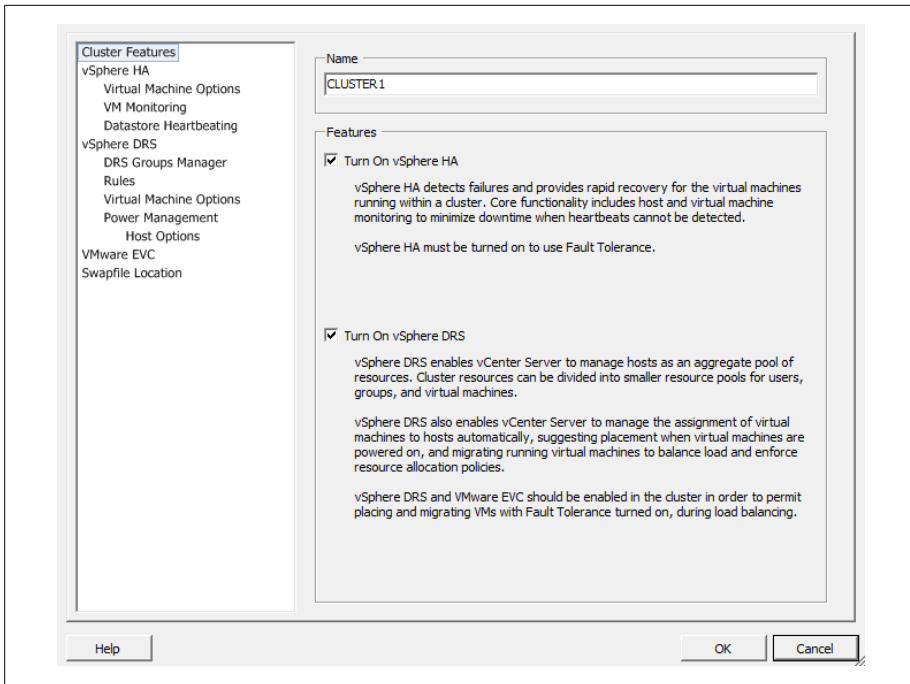 Cluster Features
vSphere HA
Virtual Machine Options
VM Monitoring
Datastore Heartbeating
vSphere DRS
DRS Groups Manager
Rules
Virtual Machine Options
Power Management
Host Options
VMware EVC
Swapfile Location
Name
CLUSTER1
Features
Turn On vSphere HA
vSphere HA detects failures and provides rapid recovery for the virtual machines
running within a cluster. Core functionality includes host and virtual machine
monitoring to minimize downtime when heartbeats cannot be detected.
vSphere HA must be turned on to use Fault Tolerance.
Turn On vSphere DRS
vSphere DRS enables vCenter Server to manage hosts as an aggregate pool of
resources. Cluster resources can be divided into smaller resource pools for users,
groups, and virtual machines.
vSphere DRS also enables vCenter Server to manage the assignment of virtual
machines to hosts automatically, suggesting placement when virtual machines are
powered on, and migrating running virtual machines to balance load and enforce
resource allocation policies.
vSphere DRS and VMware EVC should be enabled in the cluster in order to permit
placing and migrating VMs with Fault Tolerance turned on, during load balancing.
Help
OK
Cancel